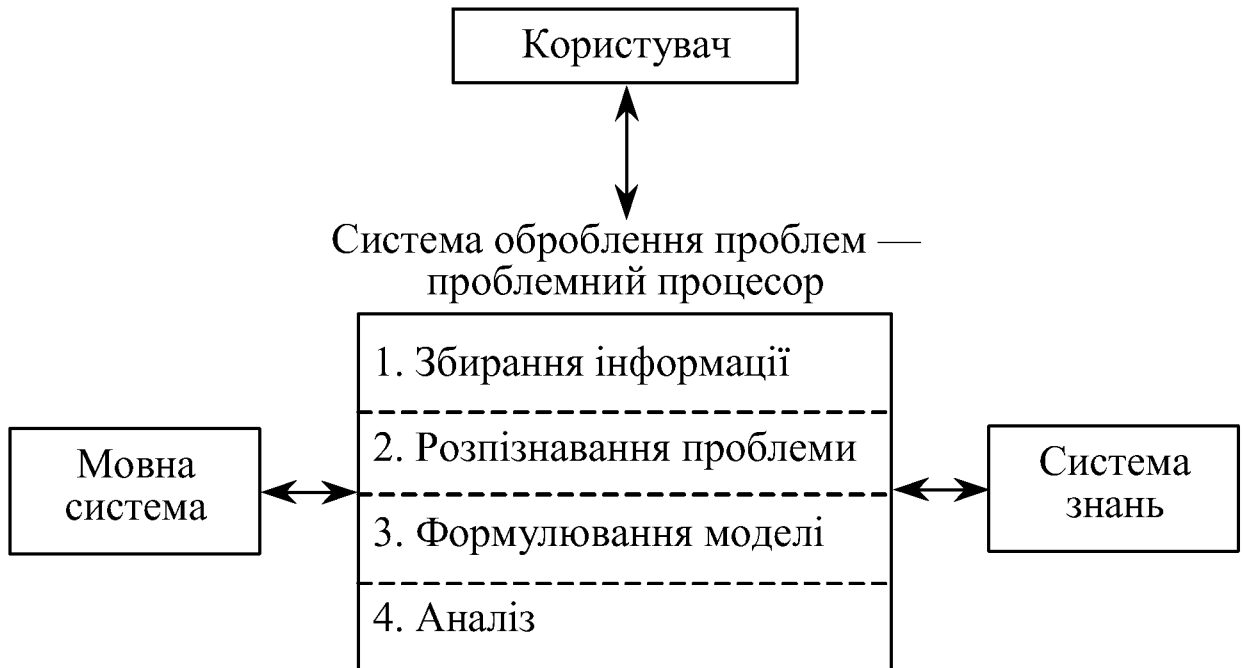 Користувач
Система оброблення проблем —
проблемний процесор
1. Збирання інформації
2. Розпізнавання проблеми
3. Формулювання моделі
4. Аналіз
Мовна
система
Система
знань